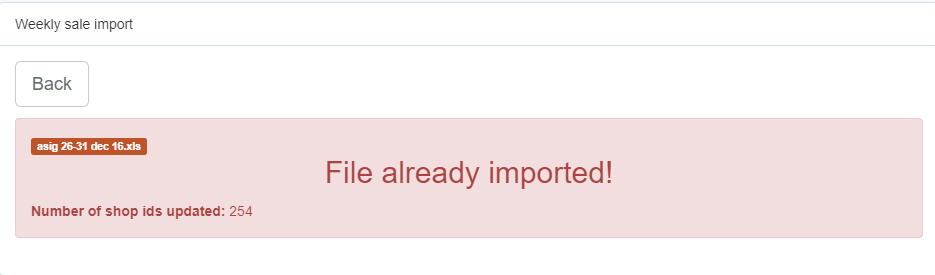 Weekly sale import
Back
asig 26-31 dec 16.xls
File already imported!
Number of shop ids updated: 254